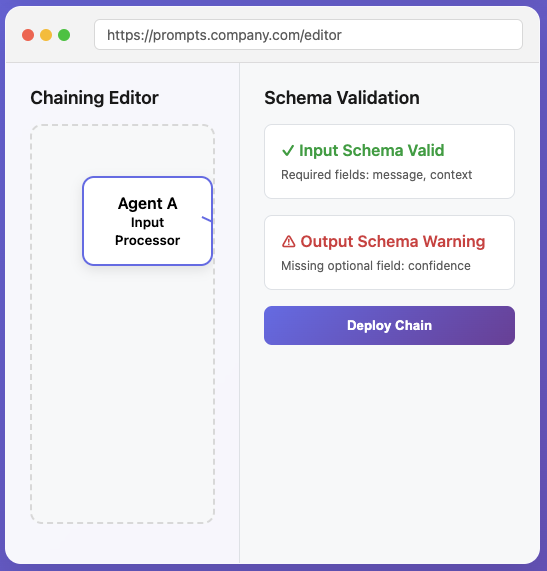 https://prompts.company.com/editor
Chaining Editor
Agent A
Input
Processor
Schema Validation
✓ Input Schema Valid
Required fields: message, context
⚠ Output Schema Warning
Missing optional field: confidence
Deploy Chain